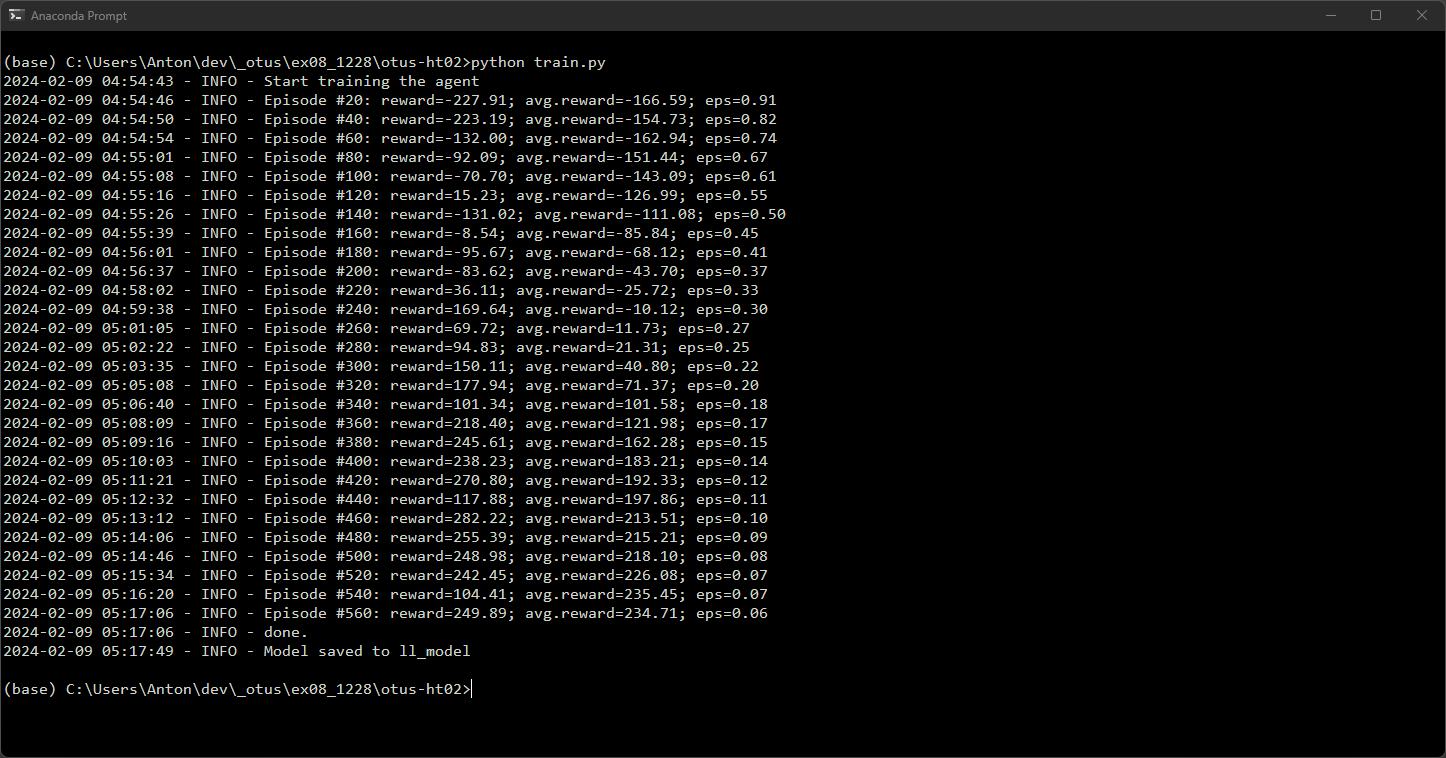 Anaconda Prompt
(base) C:\Users\Anton\dev\_otus\ex08_1228\otus-ht02>python train.py
2024-02-09 04:54:43 - INFO - Start training the agent
2024-02-09 04:54:46 - INFO - Episode #20: reward=-227.91; avg.reward=-166.59; eps=0.91
2024-02-09 04:54:50 - INFO - Episode #40: reward=-223.19; avg.reward=-154.73; eps=0.82
2024-02-09 04:54:54 - INFO - Episode #60: reward=-132.00; avg.reward=-162.94; eps=0.74
2024-02-09 04:55:01 - INFO - Episode #80: reward=-92.09; avg.reward=-151.44; eps=0.67
2024-02-09 04:55:08 - INFO - Episode #100: reward=-70.70; avg.reward=-143.09; eps=0.61
2024-02-09 04:55:16 - INFO - Episode #120: reward=15.23; avg.reward=-126.99; eps=0.55
2024-02-09 04:55:26 - INFO - Episode #140: reward=-131.02; avg.reward=-111.08; eps=0.50
2024-02-09 04:55:39 - INFO - Episode #160: reward=-8.54; avg.reward=-85.84; eps=0.45
2024-02-09 04:56:01 - INFO - Episode #180: reward=-95.67; avg.reward=-68.12; eps=0.41
2024-02-09 04:56:37 - INFO - Episode #200: reward=-83.62; avg.reward=-43.70; eps=0.37
2024-02-09 04:58:02 - INFO - Episode #220: reward=36.11; avg.reward=-25.72; eps=0.33
2024-02-09 04:59:38 - INFO - Episode #240: reward=169.64; avg.reward=-10.12; eps=0.30
2024-02-09 05:01:05 - INFO - Episode #260: reward=69.72; avg.reward=11.73; eps=0.27
2024-02-09 05:02:22 - INFO - Episode #280: reward=94.83; avg.reward=21.31; eps=0.25
2024-02-09 05:03:35 - INFO - Episode #300: reward=150.11; avg.reward=40.80; eps=0.22
2024-02-09 05:05:08 - INFO - Episode #320: reward=177.94; avg.reward=71.37; eps=0.20
2024-02-09 05:06:40 - INFO - Episode #340: reward=101.34; avg.reward=101.58; eps=0.18
2024-02-09 05:08:09 - INFO - Episode #360: reward=218.40; avg.reward=121.98; eps=0.17
2024-02-09 05:09:16 - INFO - Episode #380: reward=245.61; avg.reward=162.28; eps=0.15
2024-02-09 05:10:03 - INFO - Episode #400: reward=238.23; avg.reward=183.21; eps=0.14
2024-02-09 05:11:21 - INFO - Episode #420: reward=270.80; avg.reward=192.33; eps=0.12
2024-02-09 05:12:32 - INFO - Episode #440: reward=117.88; avg.reward=197.86; eps=0.11
2024-02-09 05:13:12 - INFO - Episode #460: reward=282.22; avg.reward=213.51; eps=0.10
2024-02-09 05:14:06 - INFO - Episode #480: reward=255.39; avg.reward=215.21; eps=0.09
2024-02-09 05:14:46 - INFO - Episode #500: reward=248.98; avg.reward=218.10; eps=0.08
2024-02-09 05:15:34 - INFO - Episode #520: reward=242.45; avg.reward=226.08; eps=0.07
2024-02-09 05:16:20 - INFO - Episode #540: reward=104.41; avg.reward=235.45; eps=0.07
2024-02-09 05:17:06 - INFO - Episode #560: reward=249.89; avg.reward=234.71; eps=0.06
2024-02-09 05:17:06 - INFO - done.
2024-02-09 05:17:49 - INFO - Model saved to ll_model
(base) C:\Users\Anton\dev\_otus\ex08_1228\otus-ht02>